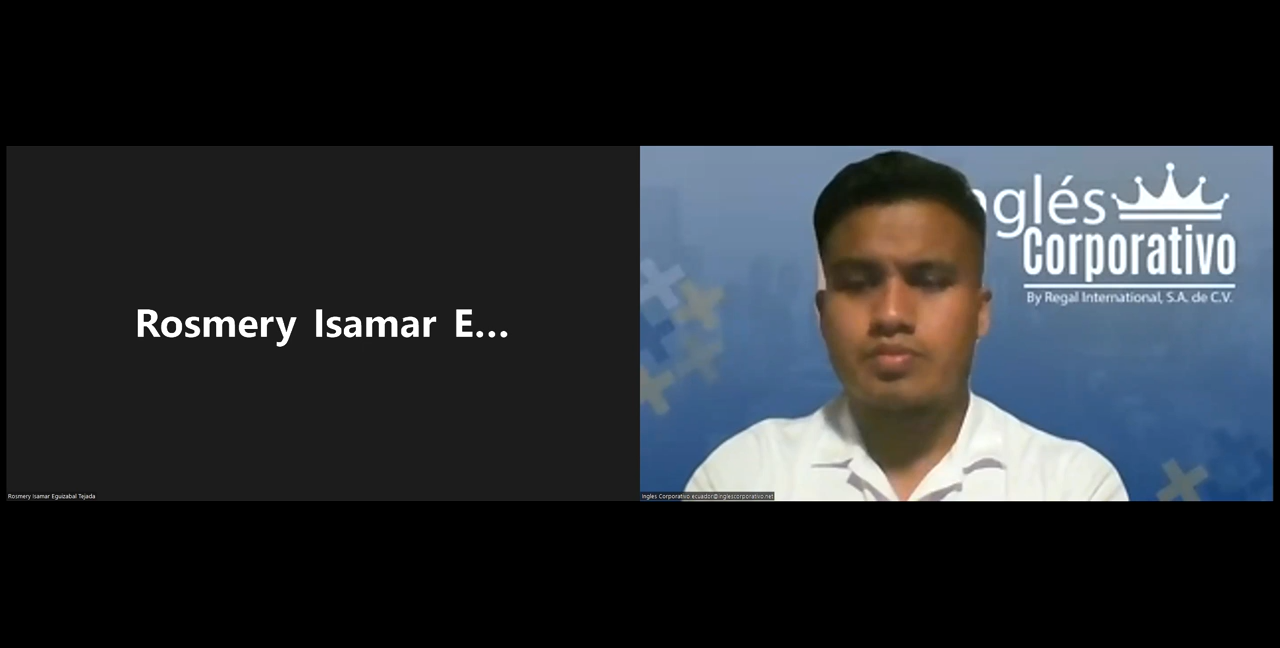 Rosmery Isamar E...
Rosmery Isamar Eguizabal Tejada
nglés
Corporativo
By Regal International, S.A. de C.V.
Ingles Corporativo ecuador@inglescorporativo.net